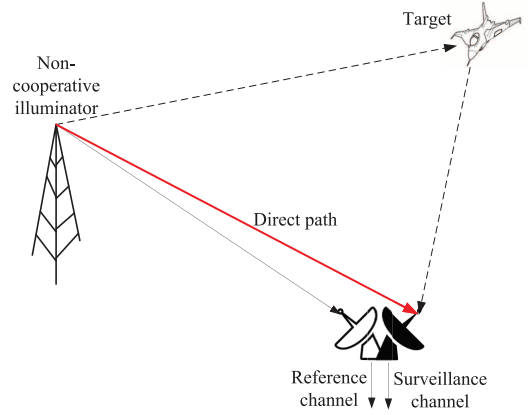 Target
Non-
cooperative
illuminator
Direct path
Reference
channel
Surveillance
channel